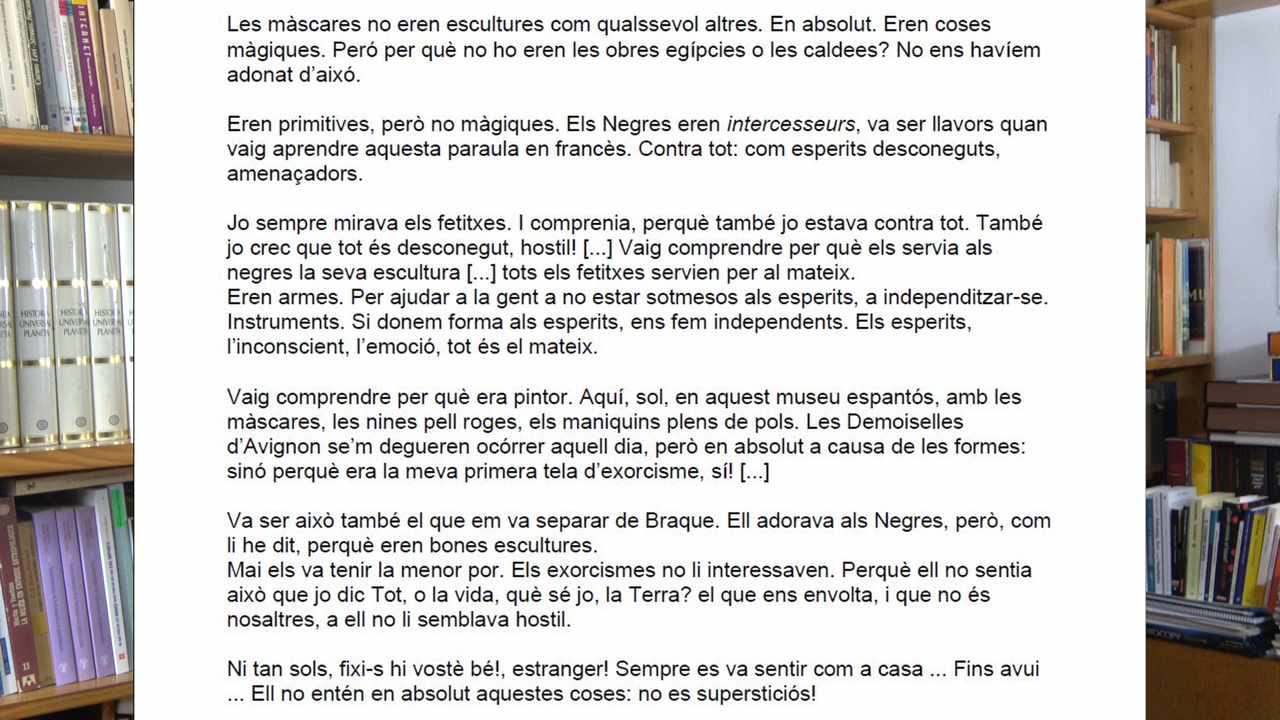 Les màscares no eren escultures com qualssevol altres. En absolut. Eren coses
màgiques. Peró per què no ho eren les obres egípcies o les caldees? No ens havíem
adonat d'aixó.
Eren primitives, però no màgiques. Els Negres eren intercesseurs, va ser llavors quan
vaig aprendre aquesta paraula en francès. Contra tot: com esperits desconeguts,
amenaçadors.
Jo sempre mirava els fetitxes. I comprenia, perquè també jo estava contra tot. També
jo crec que tot és desconegut, hostil! [...] Vaig comprendre per què els servia als
negres la seva escultura [...] tots els fetitxes servien per al mateix.
Eren armes. Per ajudar a la gent a no estar sotmesos als esperits, a independitzar-se.
Instruments. Si donem forma als esperits, ens fem independents. Els esperits,
l'inconscient, l'emoció, tot és el mateix.
Vaig comprendre per què era pintor. Aquí, sol, en aquest museu espantós, amb les
màscares, les nines pell roges, els maniquins plens de pols. Les Demoiselles
d'Avignon se'm degueren ocórrer aquell dia, però en absolut a causa de les formes:
sinó perquè era la meva primera tela d'exorcisme, sí! [...]
Va ser això també el que em va separar de Braque. Ell adorava als Negres, però, com
li he dit, perquè eren bones escultures.
Mai els va tenir la menor por. Els exorcismes no li interessaven. Perquè ell no sentia
això que jo dic Tot, o la vida, què sé jo, la Terra? el que ens envolta, i que no és
nosaltres, a ell no li semblava hostil.
Ni tan sols, fixi-s hi vostè bé!, estranger! Sempre es va sentir com a casa ... Fins avui
... Ell no entén en absolut aquestes coses: no es supersticiós!
INTERNET
HISTORIA
UNIVERSAL
PLANETA
HISTORIA
UNIVERSAL
PLANETA
HISTORIA
UNIVERSAL
PLANETA